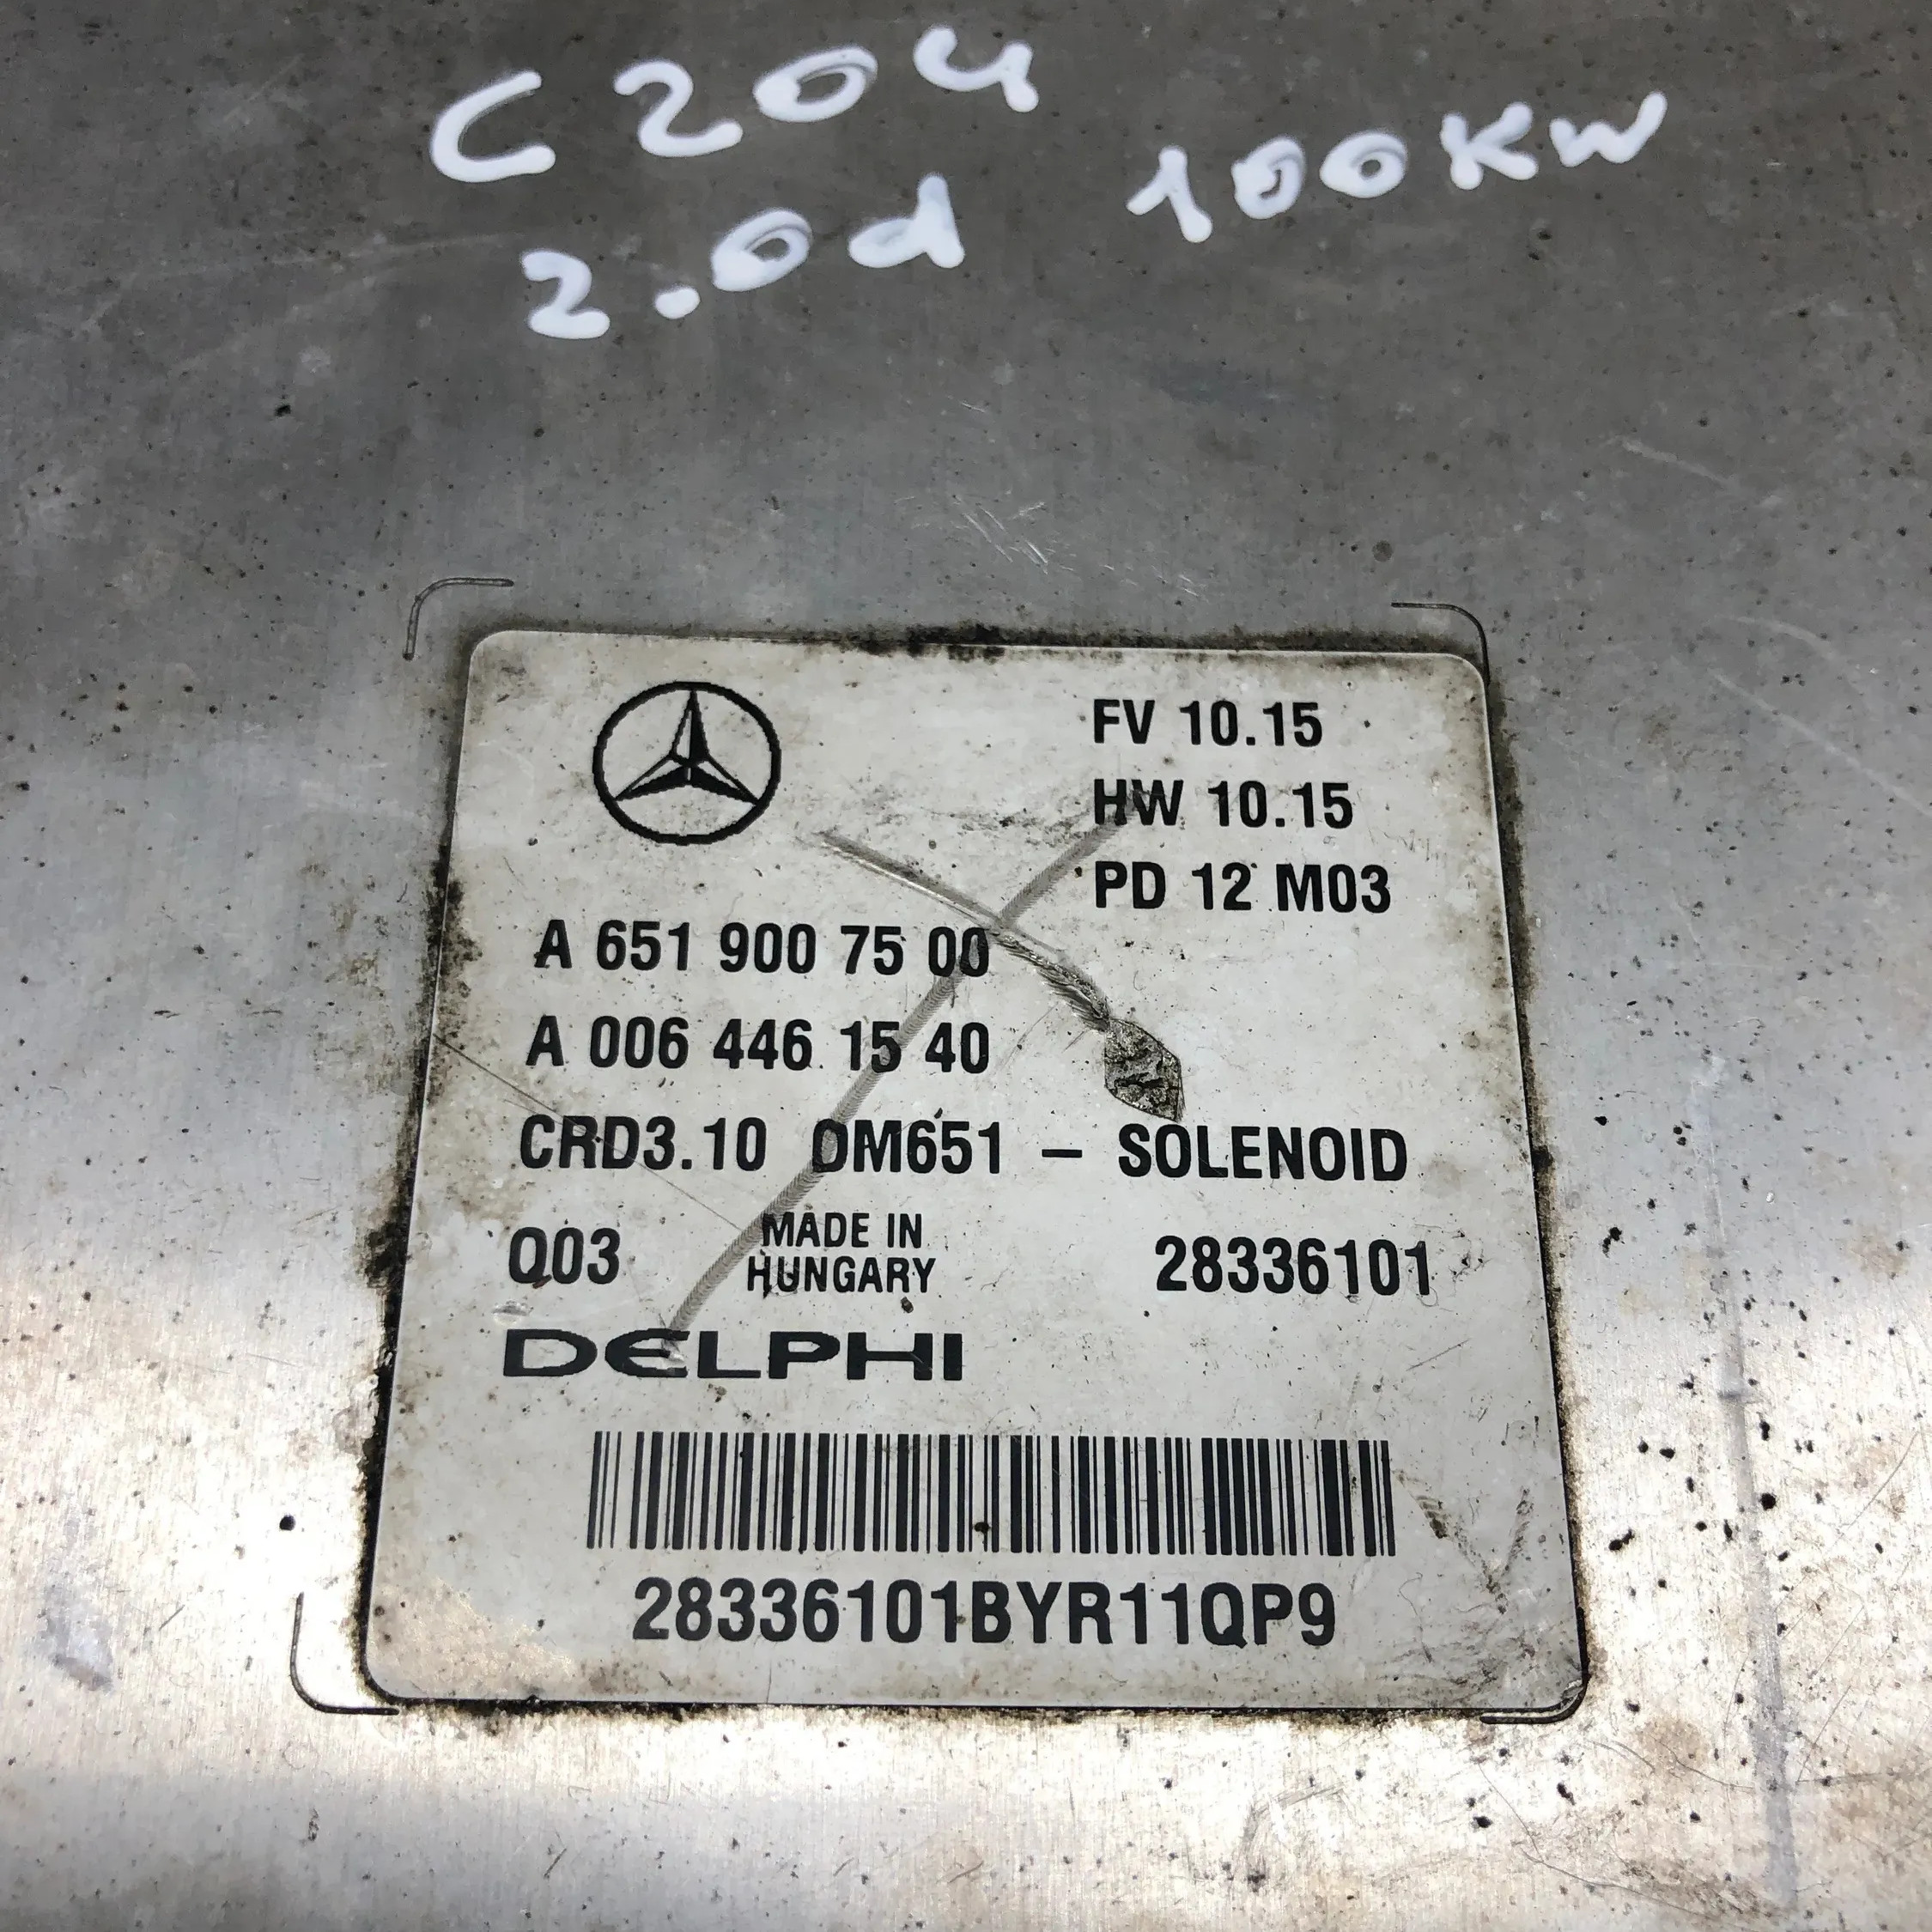 C204
2.0d 100KW
FV 10.15
HW 10.15
PD 12 M03
A 651 900 75 00
A 006 446 15 40
CRD3.10 OM651 – SOLENOID
Q03 MADE IN HUNGARY 28336101
DELPHI
28336101BYR11QP9